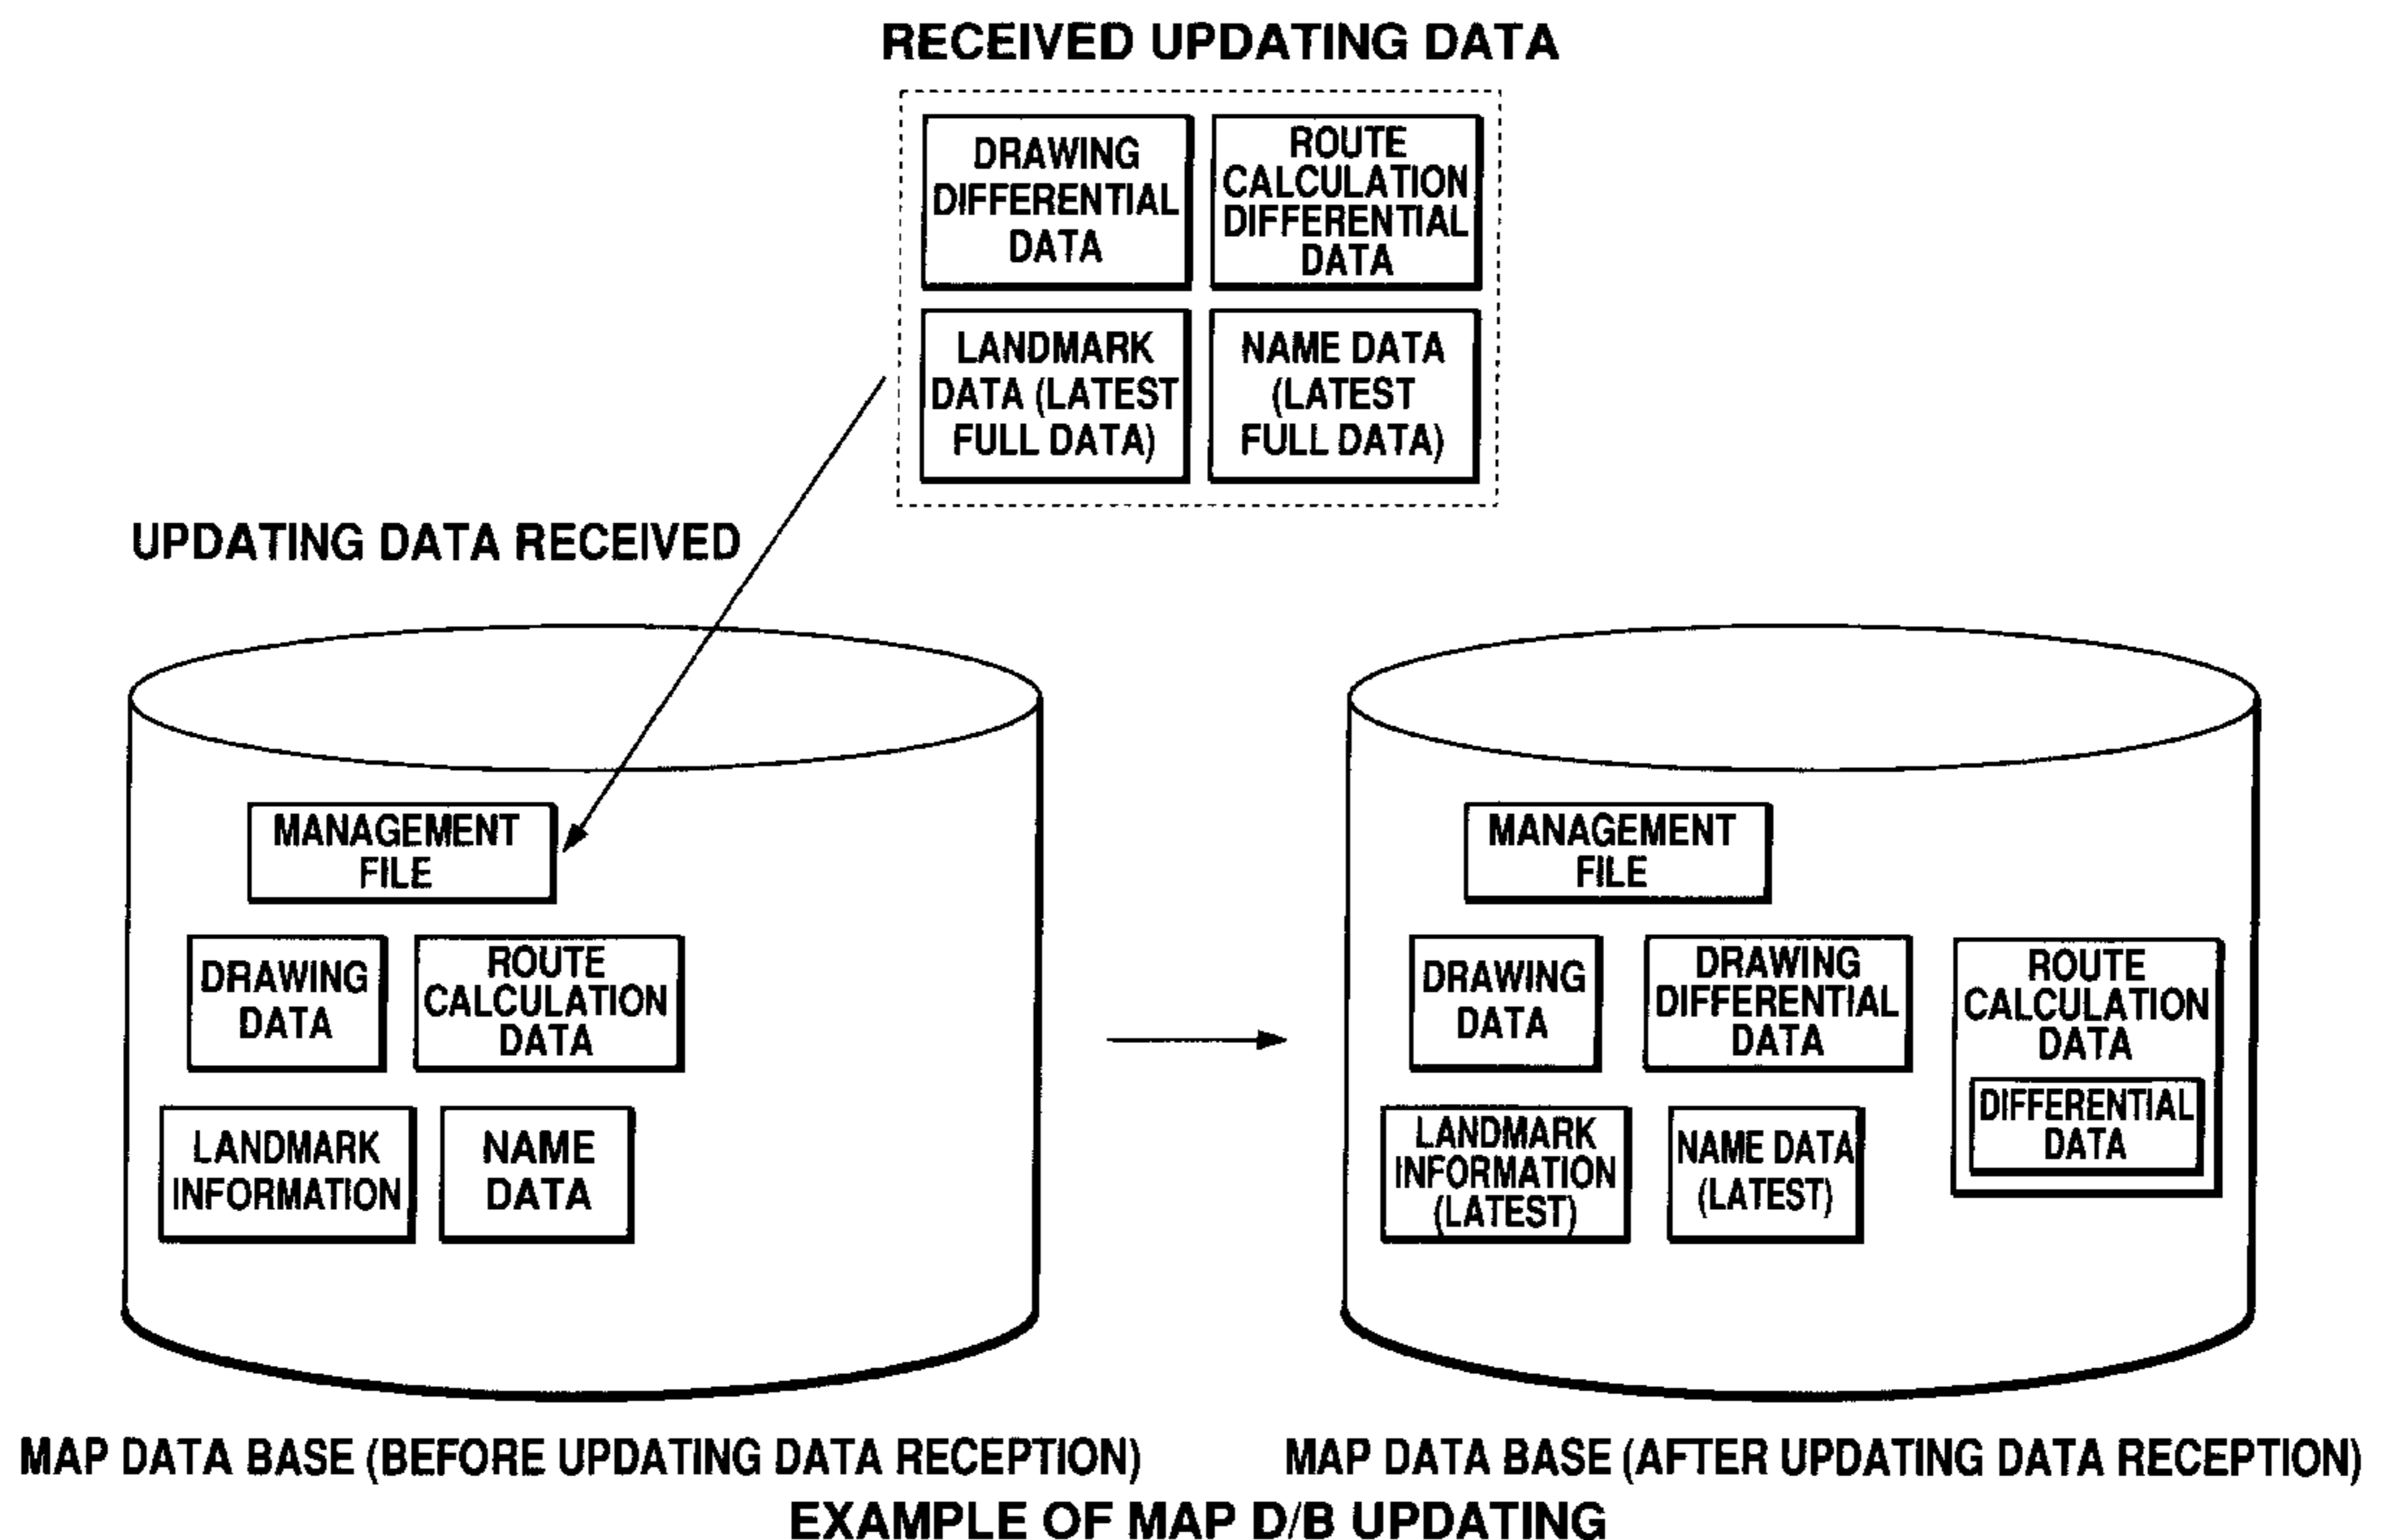 RECEIVED UPDATING DATA
DRAWING
DIFFERENTIAL
DATA
ROUTE
CALCULATION
DIFFERENTIAL
DATA
LANDMARK
DATA (LATEST
FULL DATA)
NAME DATA
(LATEST
FULL DATA)
UPDATING DATA RECEIVED
MANAGEMENT
FILE
DRAWING
DATA
ROUTE
CALCULATION
DATA
LANDMARK
INFORMATION
NAME
DATA
MANAGEMENT
FILE
DRAWING
DATA
DRAWING
DIFFERENTIAL
DATA
ROUTE
CALCULATION
DATA
DIFFERENTIAL
DATA
LANDMARK
INFORMATION
(LATEST)
NAME DATA
(LATEST)
MAP DATA BASE (BEFORE UPDATING DATA RECEPTION)
MAP DATA BASE (AFTER UPDATING DATA RECEPTION)
EXAMPLE OF MAP D/B UPDATING